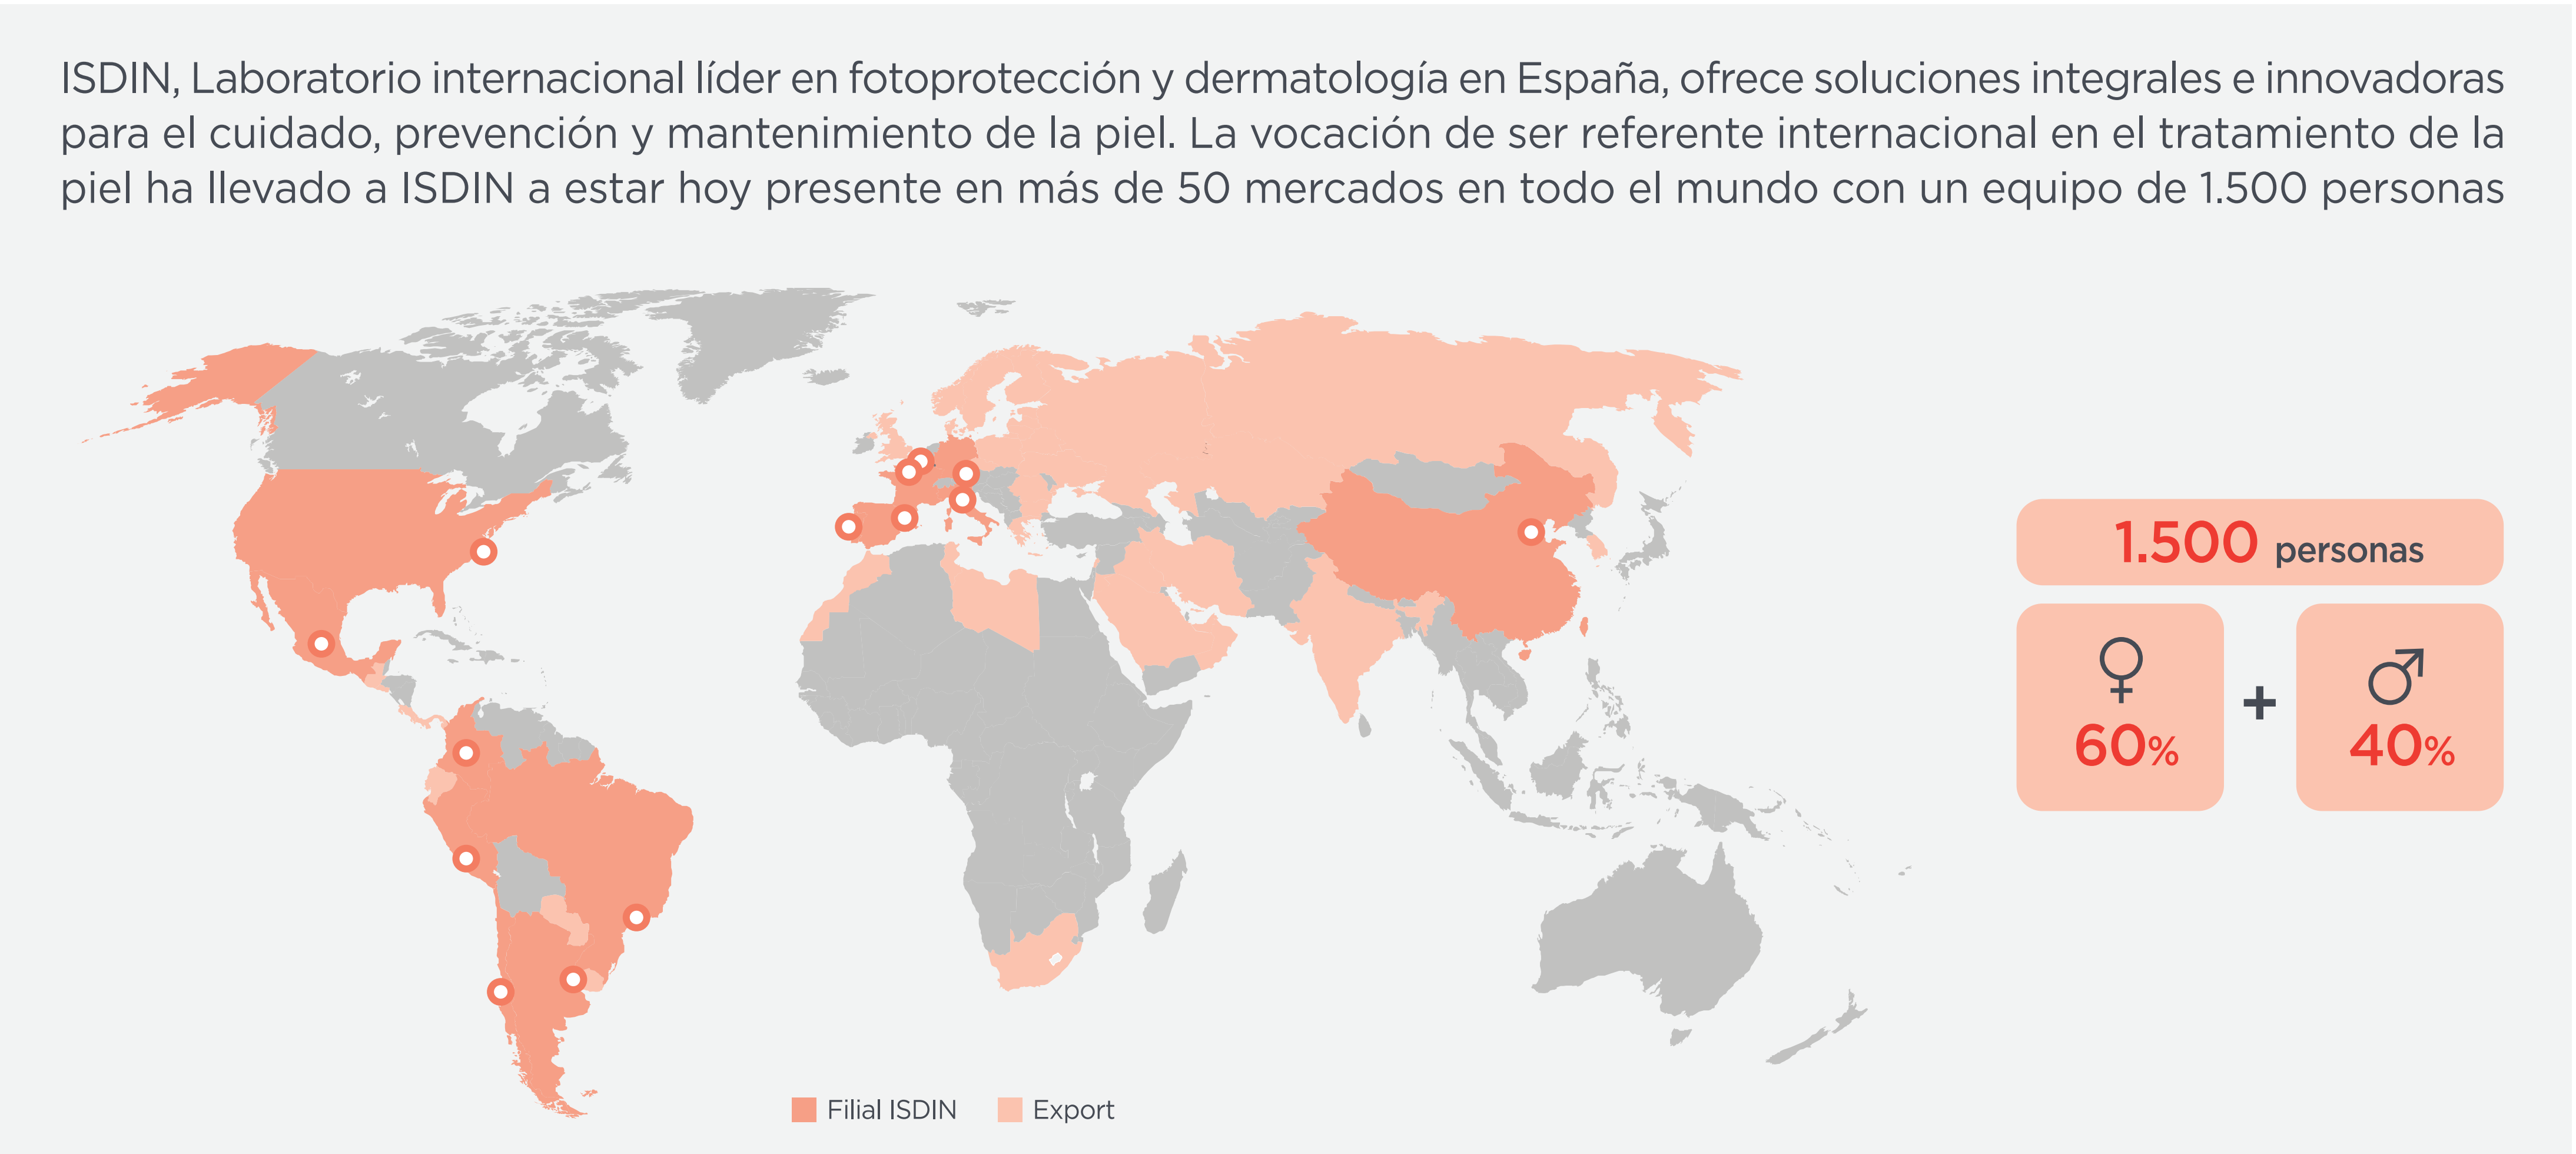 ISDIN, Laboratorio internacional líder en fotoprotección y dermatología en España, ofrece soluciones integrales e innovadoras
para el cuidado, prevención y mantenimiento de la piel. La vocación de ser referente internacional en el tratamiento de la
piel ha llevado a ISDIN a estar hoy presente en más de 50 mercados en todo el mundo con un equipo de 1.500 personas
1.500 personas
♀ + ♂
60% 40%
Filial ISDIN Export